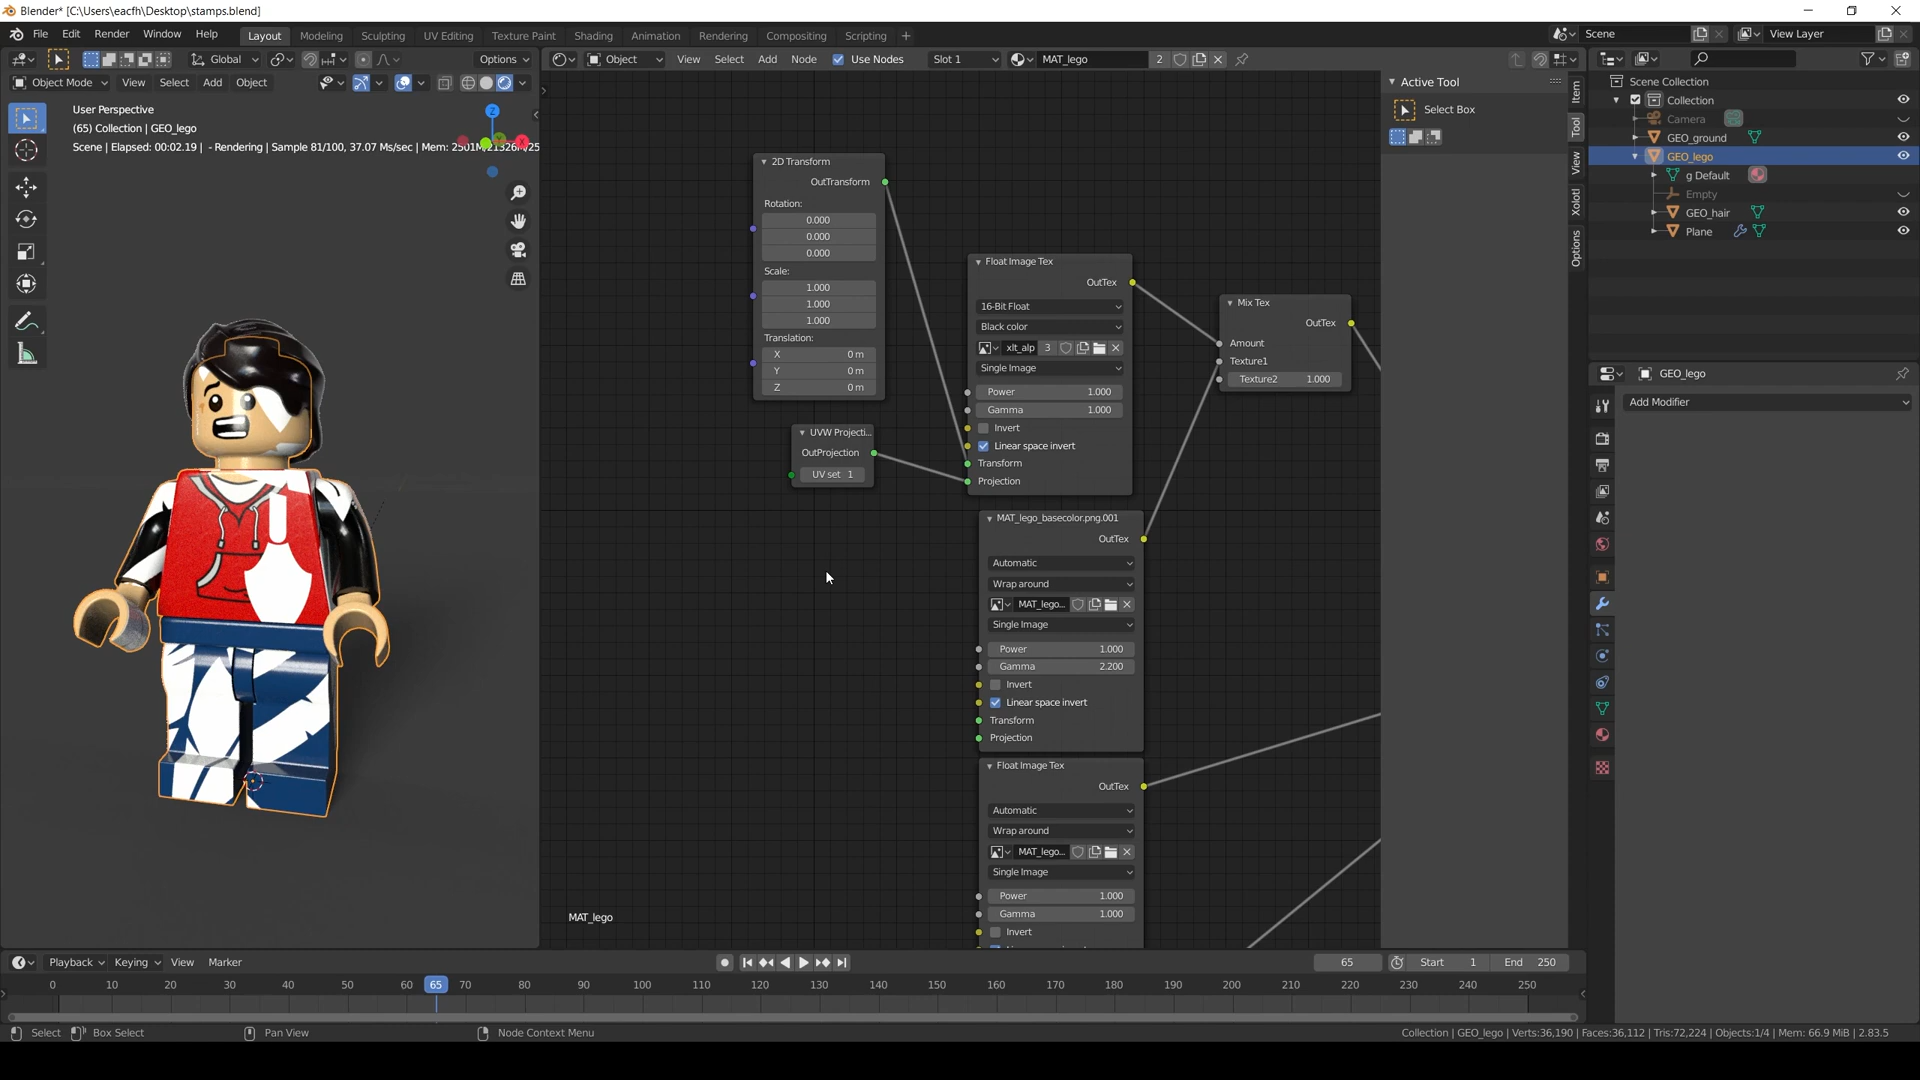 Blender* [C:\Users\eacfh\Desktop\stamps.blend]
File Edit Render Window Help Layout Modeling Sculpting UV Editing Texture Paint Shading Animation Rendering Compositing Scripting + Scene View Layer
Global Options Object View Select Add Node Use Nodes Slot 1 MAT_lego 2
Object Mode View Select Add Object
User Perspective
(65) Collection | GEO_lego
Scene | Elapsed: 00:02.19 | - Rendering | Sample 81/100, 37.07 Ms/sec | Mem:
Z
2D Transform
OutTransform
Rotation:
0.000
0.000
0.000
Scale:
1.000
1.000
1.000
Translation:
X 0 m
Y 0 m
Z 0 m
UVW Projecti...
OutProjection
UV set 1
Float Image Tex
OutTex
16-Bit Float
Black color
xlt_alp 3
Single Image
Power 1.000
Gamma 1.000
Invert
Linear space invert
Transform
Projection
Mix Tex
OutTex
Amount
Texture1
Texture2 1.000
MAT_lego_basecolor.png.001
OutTex
Automatic
Wrap around
MAT_lego...
Single Image
Power 1.000
Gamma 2.200
Invert
Linear space invert
Transform
Projection
Float Image Tex
OutTex
Automatic
Wrap around
MAT_lego...
Single Image
Power 1.000
Gamma 1.000
Invert
MAT_lego
Active Tool
Select Box
Item
Tool
View
Xolotl
Options
Scene Collection
Collection
Camera
GEO_ground
GEO_lego
g Default
Empty
GEO_hair
Plane
GEO_lego
Add Modifier
Playback Keying View Marker 65 Start 1 End 250
0 10 20 30 40 50 60 65 70 80 90 100 110 120 130 140 150 160 170 180 190 200 210 220 230 240 250
Select Box Select Pan View Node Context Menu Collection | GEO_lego | Verts:36,190 | Faces:36,112 | Tris:72,224 | Objects:1/4 | Mem: 66.9 MiB | 2.83.5